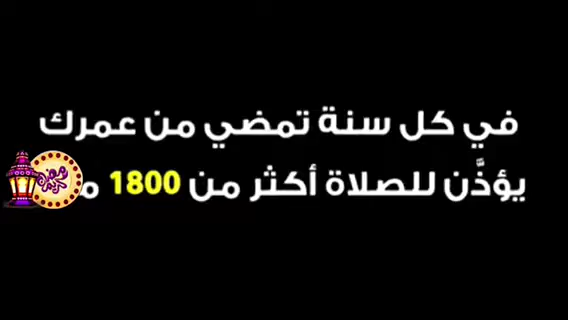 في كل سنة تمضي من عمرك
يؤذَّن للصلاة أكثر من 1800